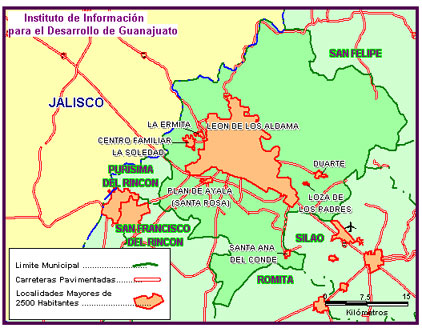 Instituto de Información
para el Desarrollo de Guanajuato
SAN FELIPE
JALISCO
LA ERMITA
LEON DE LOS ALDAMA
CENTRO FAMILIAR
LA SOLEDAD
DUARTE
PURISIMA
DEL RINCON
PLAN DE AYALA
(SANTA ROSA)
LOZA DE
LOS PADRES
SAN FRANCISCO
DEL RINCON
SILAO
SANTA ANA
DEL CONDE
ROMITA
Limite Municipal ....................
Carreteras Pavimentadas....
Localidades Mayores de
2500 Habitantes .............
0 7.5 15
Kilómetros